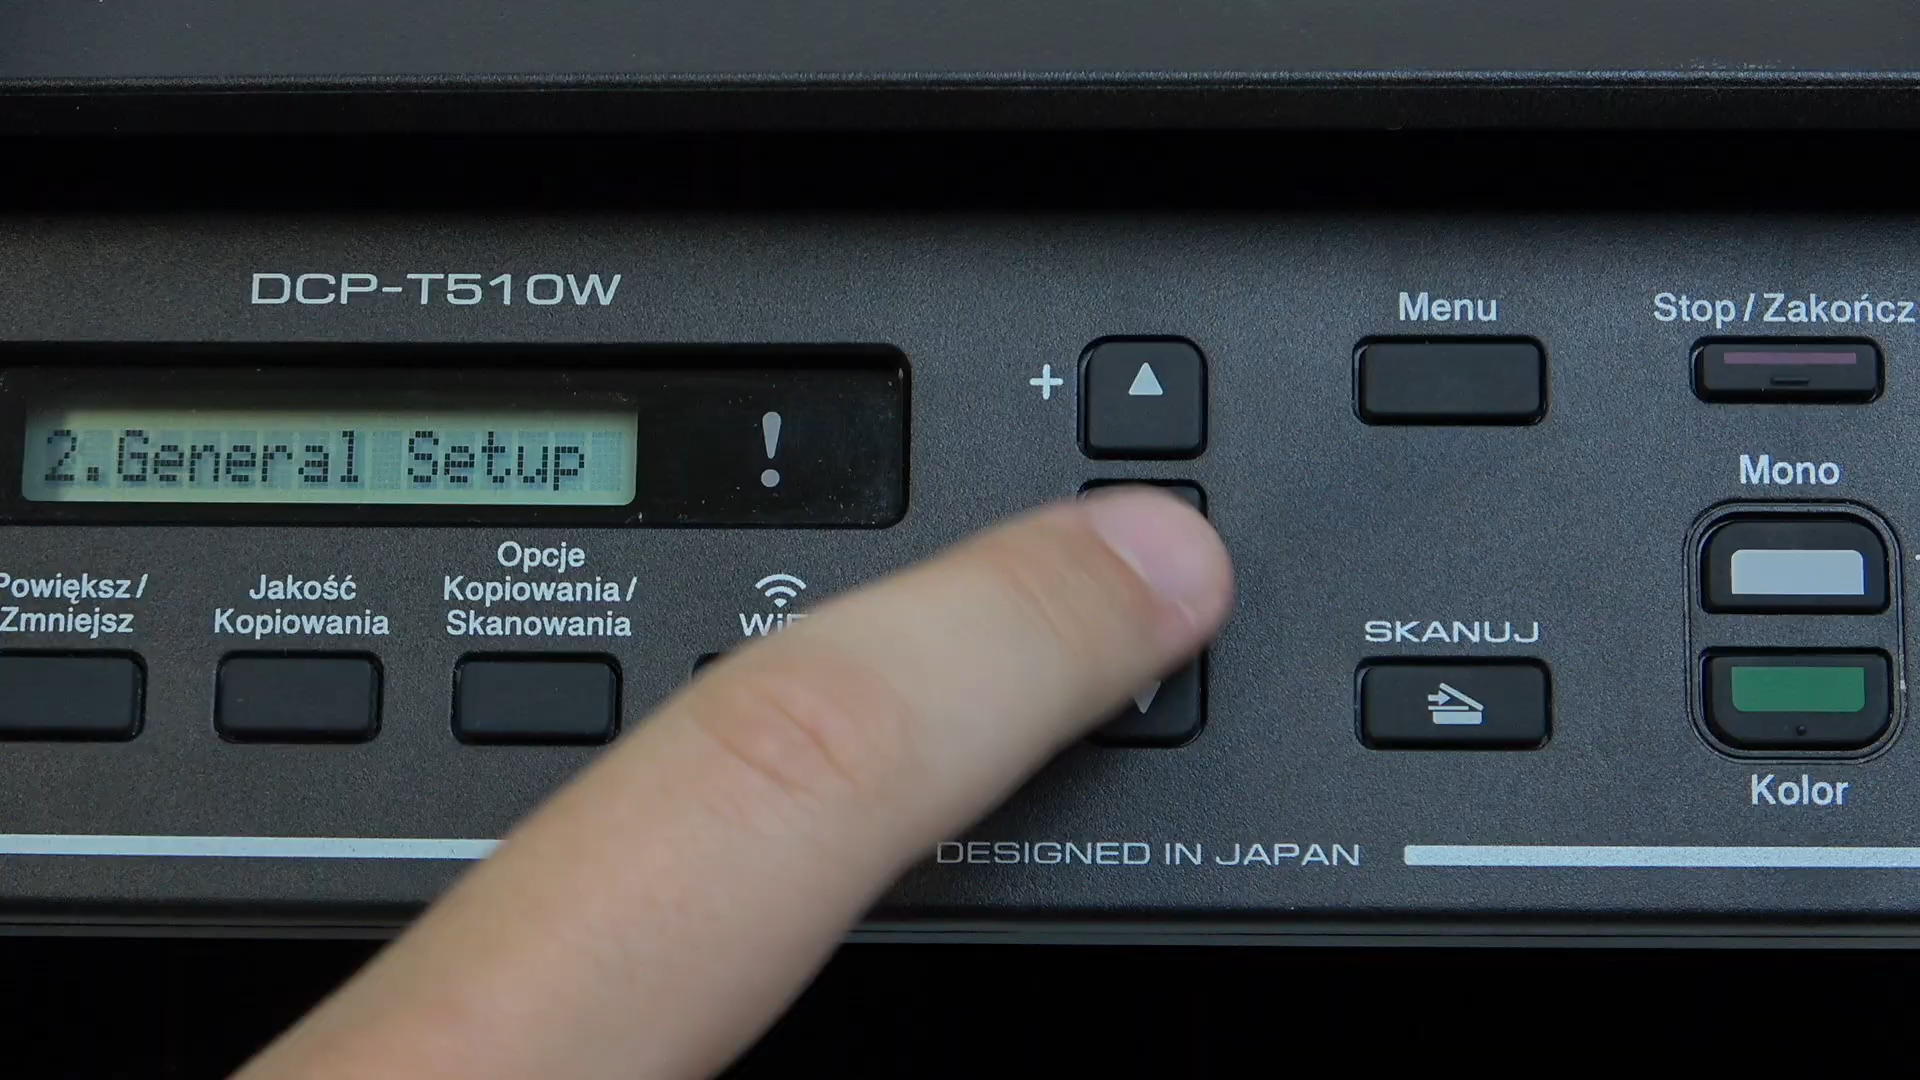 DCP-T510W
Menu
Stop / Zakończ
+
2.General Setup
!
Mono
Powiększ /
Zmniejsz
Jakość
Kopiowania
Opcje
Kopiowania /
Skanowania
SKANUJ
Kolor
DESIGNED IN JAPAN